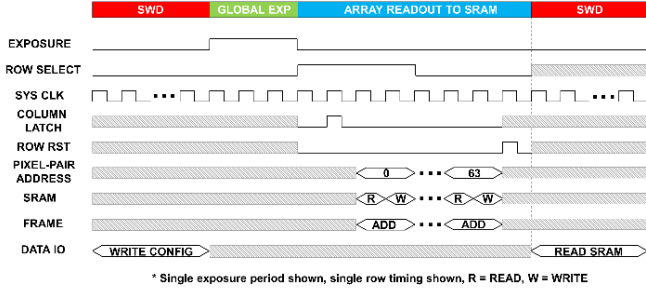 SWD GLOBAL EXP ARRAY READOUT TO SRAM SWD
EXPOSURE
ROW SELECT
SYS CLK
COLUMN
LATCH
ROW RST
PIXEL-PAIR
ADDRESS 0 63
SRAM R W R W
FRAME ADD ADD
DATA IO WRITE CONFIG READ SRAM
* Single exposure period shown, single row timing shown, R = READ, W = WRITE